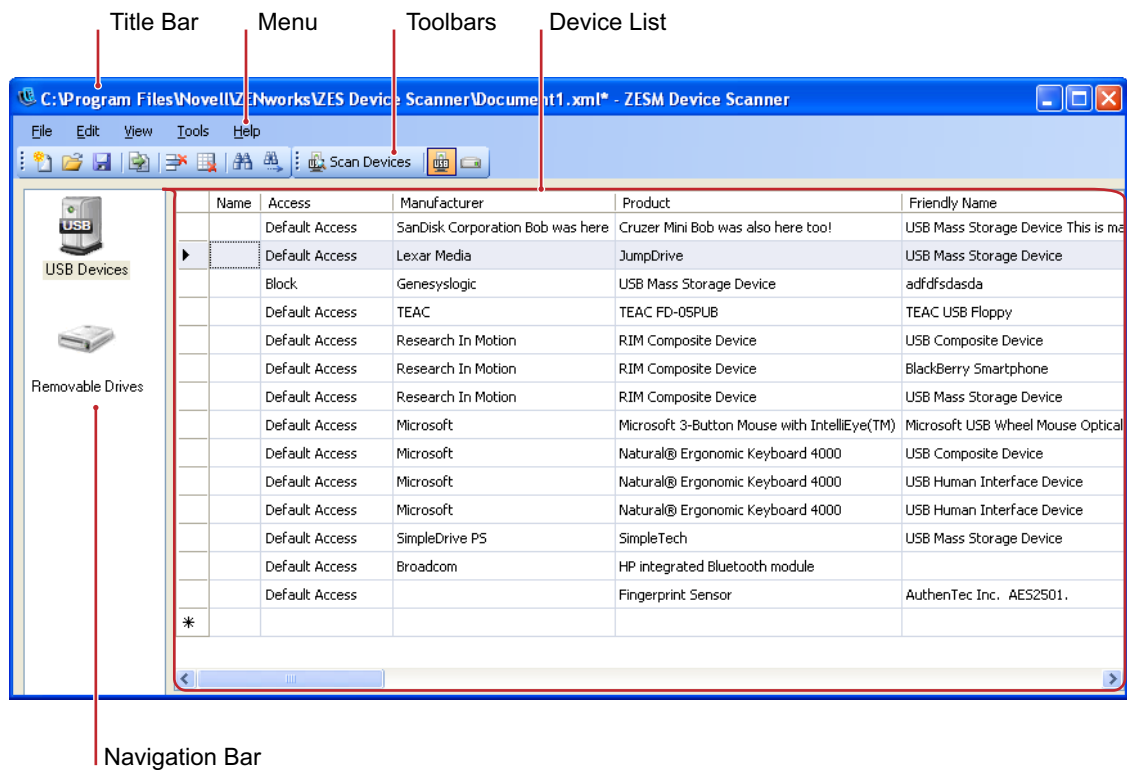 Title Bar Menu Toolbars Device List
C:\Program Files\Novell\ZENworks\ZES Device Scanner\Document1.xml* - ZESM Device Scanner
File Edit View Tools Help
Scan Devices
USB
USB Devices
Removable Drives
Name Access Manufacturer Product Friendly Name
Default Access SanDisk Corporation Bob was here Cruzer Mini Bob was also here too! USB Mass Storage Device This is ma
Default Access Lexar Media JumpDrive USB Mass Storage Device
Block Genesyslogic USB Mass Storage Device adfdfsdasda
Default Access TEAC TEAC FD-05PUB TEAC USB Floppy
Default Access Research In Motion RIM Composite Device USB Composite Device
Default Access Research In Motion RIM Composite Device BlackBerry Smartphone
Default Access Research In Motion RIM Composite Device USB Mass Storage Device
Default Access Microsoft Microsoft 3-Button Mouse with IntelliEye(TM) Microsoft USB Wheel Mouse Optical
Default Access Microsoft Natural® Ergonomic Keyboard 4000 USB Composite Device
Default Access Microsoft Natural® Ergonomic Keyboard 4000 USB Human Interface Device
Default Access Microsoft Natural® Ergonomic Keyboard 4000 USB Human Interface Device
Default Access SimpleDrive PS SimpleTech USB Mass Storage Device
Default Access Broadcom HP integrated Bluetooth module
Default Access Fingerprint Sensor AuthenTec Inc. AES2501.
Navigation Bar